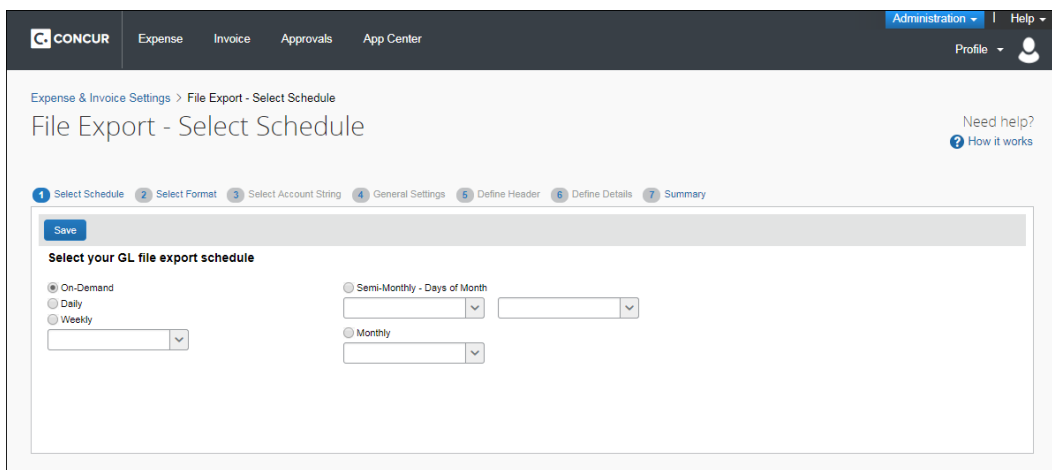 Administration | Help
C. CONCUR Expense Invoice Approvals App Center
Profile
Expense & Invoice Settings > File Export - Select Schedule
File Export - Select Schedule
Need help?
? How it works
1 Select Schedule 2 Select Format 3 Select Account String 4 General Settings 5 Define Header 6 Define Details 7 Summary
Save
Select your GL file export schedule
On-Demand
Daily
Weekly
Semi-Monthly - Days of Month
Monthly